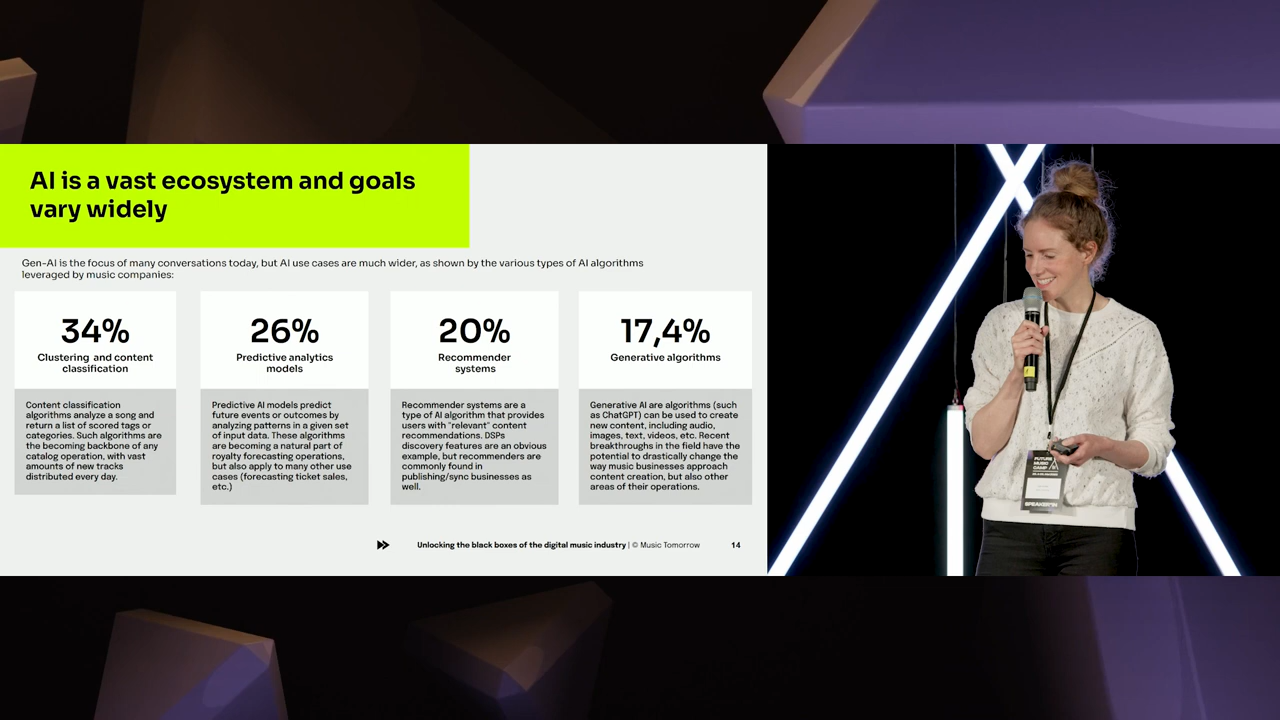 AI is a vast ecosystem and goals
vary widely
Gen-AI is the focus of many conversations today, but AI use cases are much wider, as shown by the various types of AI algorithms
leveraged by music companies:
34%
Clustering and content
classification
Content classification
algorithms analyze a song and
return a list of scored tags or
categories. Such algorithms are
the becoming backbone of any
catalog operation, with vast
amounts of new tracks
distributed every day.
26%
Predictive analytics
models
Predictive AI models predict
future events or outcomes by
analyzing patterns in a given set
of input data. These algorithms
are becoming a natural part of
royalty forecasting operations,
but also apply to many other use
cases (forecasting ticket sales,
etc.)
20%
Recommender
systems
Recommender systems are a
type of AI algorithm that provides
users with "relevant" content
recommendations. DSPs
discovery features are an obvious
example, but recommenders are
commonly found in
publishing/sync businesses as
well.
17,4%
Generative algorithms
Generative AI are algorithms (such
as ChatGPT) can be used to create
new content, including audio,
images, text, videos, etc. Recent
breakthroughs in the field have the
potential to drastically change the
way music businesses approach
content creation, but also other
areas of their operations.
Unlocking the black boxes of the digital music industry | © Music Tomorrow
14
FUTURE
MUSIC
CAMP
SPEAKER*IN